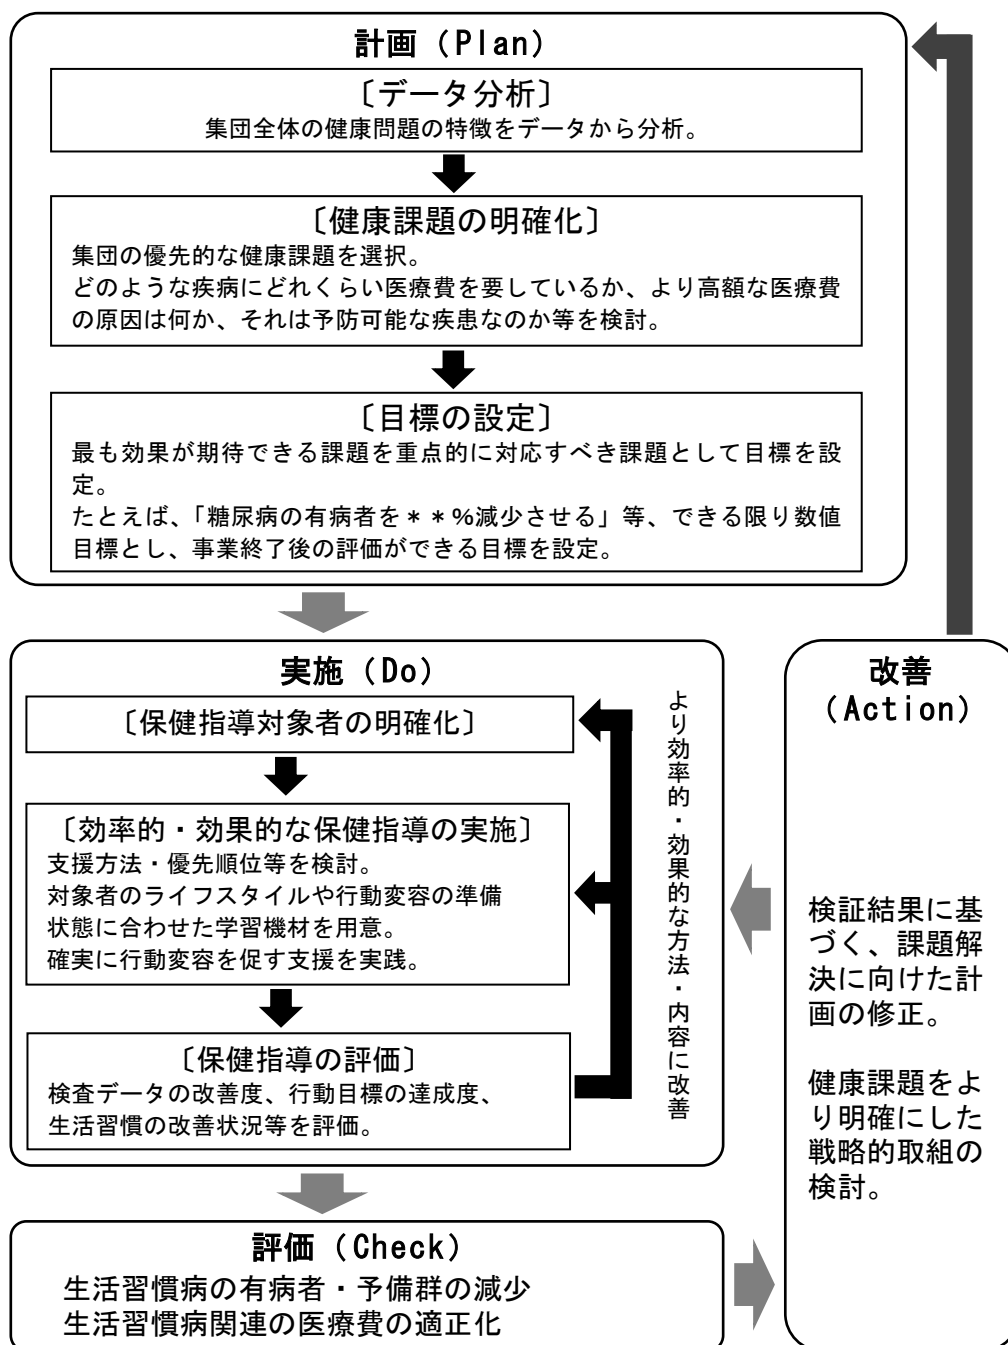 計画（Plan）
〔データ分析〕
集団全体の健康問題の特徴をデータから分析。
〔健康課題の明確化〕
集団の優先的な健康課題を選択。
どのような疾病にどれくらい医療費を要しているか、より高額な医療費
の原因は何か、それは予防可能な疾患なのか等を検討。
〔目標の設定〕
最も効果が期待できる課題を重点的に対応すべき課題として目標を設
定。
たとえば、「糖尿病の有病者を＊＊%減少させる」等、できる限り数値
目標とし、事業終了後の評価ができる目標を設定。
実施（Do）
〔保健指導対象者の明確化〕
〔効率的・効果的な保健指導の実施〕
支援方法・優先順位等を検討。
対象者のライフスタイルや行動変容の準備
状態に合わせた学習機材を用意。
確実に行動変容を促す支援を実践。
〔保健指導の評価〕
検査データの改善度、行動目標の達成度、
生活習慣の改善状況等を評価。
より効率的・効果的な方法・内容に改善
評価（Check）
生活習慣病の有病者・予備群の減少
生活習慣病関連の医療費の適正化
改善
（Action）
検証結果に基
づく、課題解
決に向けた計
画の修正。
健康課題をよ
り明確にした
戦略的取組の
検討。